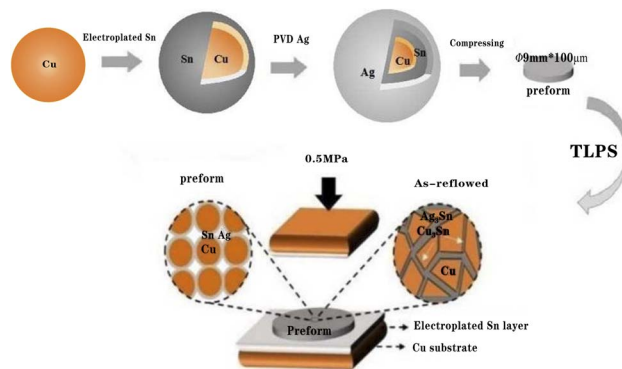 Electroplated Sn
PVD Ag
Compressing
Cu
Sn
Cu
Ag
Sn
Cu
Φ9mm*100μm
preform
TLPS
0.5MPa
preform
As-reflowed
Sn Ag
Cu
Ag3Sn
Cu3Sn
Cu
Preform
Electroplated Sn layer
Cu substrate